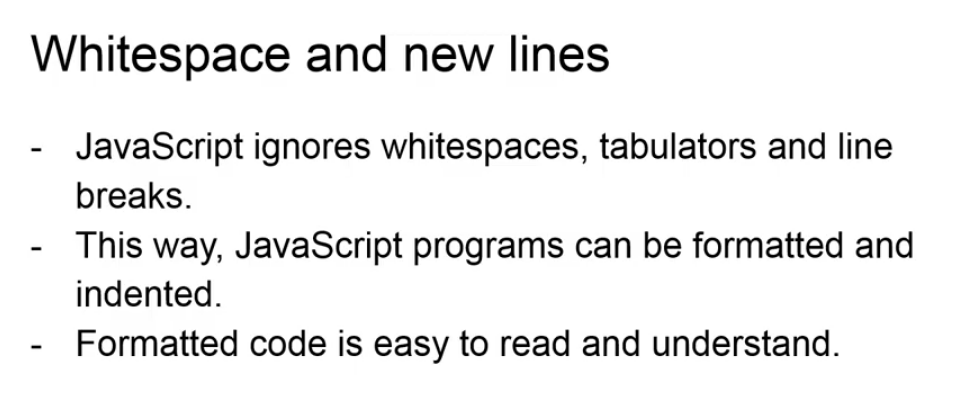 Whitespace and new lines
- JavaScript ignores whitespaces, tabulators and line
breaks.
- This way, JavaScript programs can be formatted and
indented.
- Formatted code is easy to read and understand.